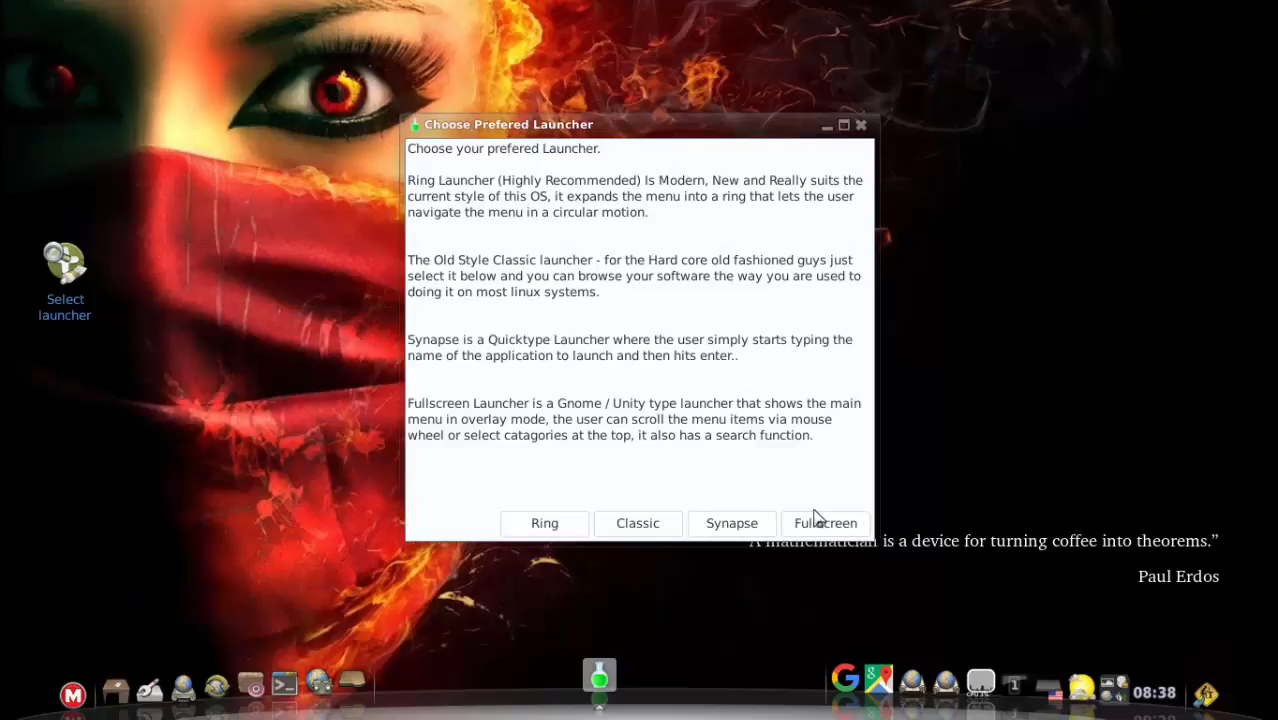 Choose Prefered Launcher
Choose your prefered Launcher.
Ring Launcher (Highly Recommended) Is Modern, New and Really suits the
current style of this OS, it expands the menu into a ring that lets the user
navigate the menu in a circular motion.
The Old Style Classic launcher - for the Hard core old fashioned guys just
select it below and you can browse your software the way you are used to
doing it on most linux systems.
Synapse is a Quicktype Launcher where the user simply starts typing the
name of the application to launch and then hits enter..
Fullscreen Launcher is a Gnome / Unity type launcher that shows the main
menu in overlay mode, the user can scroll the menu items via mouse
wheel or select catagories at the top, it also has a search function.
Ring Classic Synapse Fullscreen
Select
launcher
A mathematician is a device for turning coffee into theorems.”
Paul Erdos
M
G
g
1
08:38